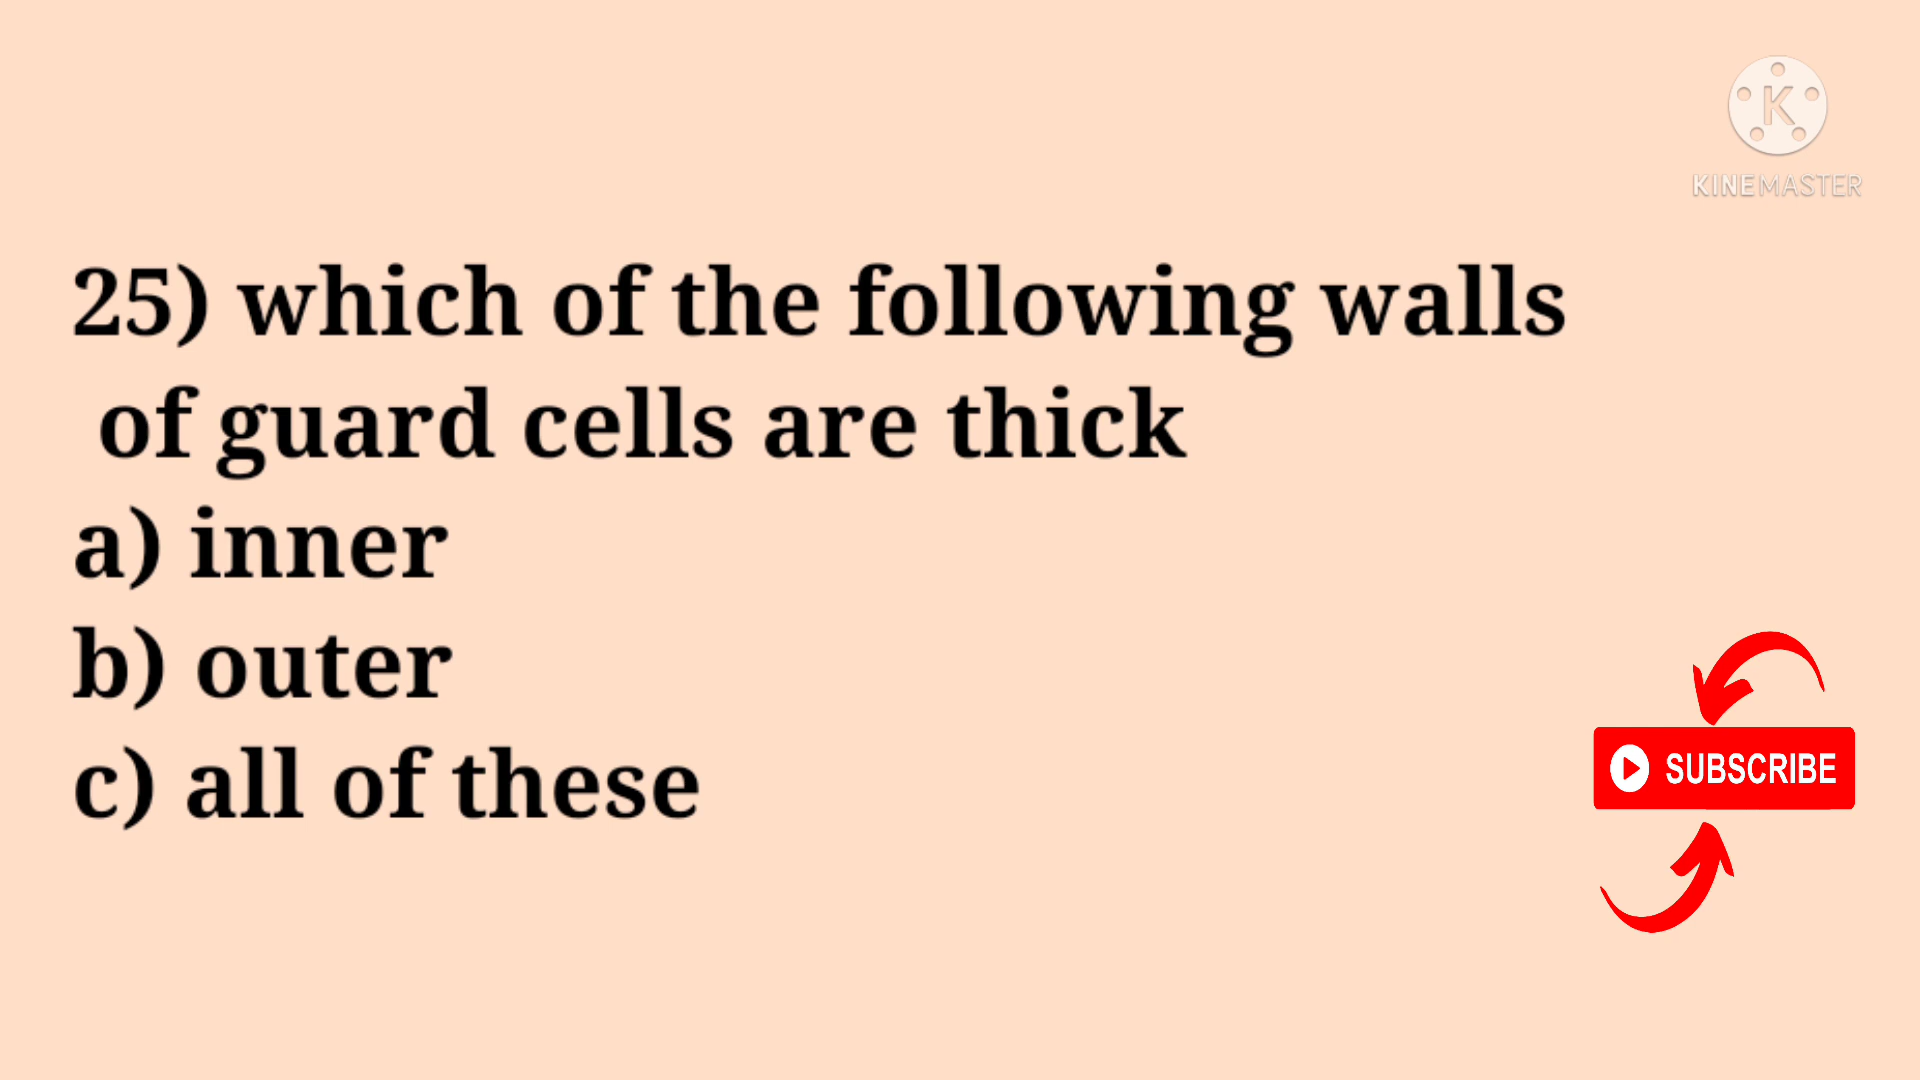 K
KINEMASTER
25) which of the following walls
of guard cells are thick
a) inner
b) outer
c) all of these
SUBSCRIBE